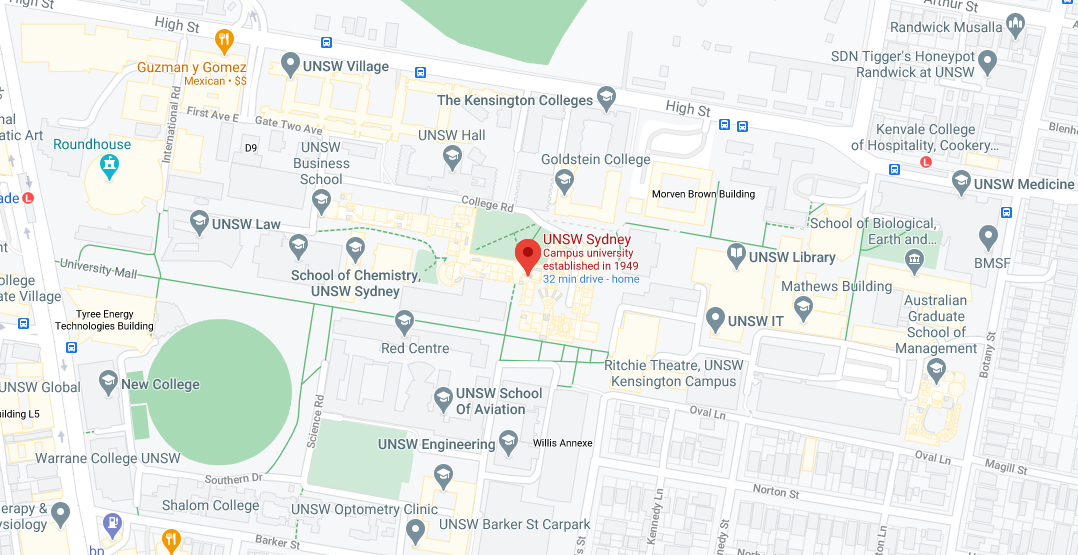 High St
High St
Arthur St
Randwick Musalla
Guzman y Gomez
Mexican • $$
UNSW Village
SDN Tigger's Honeypot
Randwick at UNSW
The Kensington Colleges
High St
International Rd
First Ave E
Gate Two Ave
nal
atic Art
Kenvale College
of Hospitality, Cookery...
Roundhouse
D9
UNSW
Business
School
UNSW Hall
Goldstein College
Morven Brown Building
UNSW Medicine
ade
College Rd
UNSW Law
School of Biological,
Earth and...
UNSW Sydney
Campus university
established in 1949
32 min drive - home
UNSW Library
BMSF
University Mall
School of Chemistry,
UNSW Sydney
Mathews Building
ollege
ate Village
Australian
Graduate
School of
Management
Tyree Energy
Technologies Building
UNSW IT
Red Centre
Botany St
Ritchie Theatre, UNSW
Kensington Campus
UNSW Global
New College
UNSW School
Of Aviation
Science Rd
Oval Ln
uilding L5
UNSW Engineering
Willis Annexe
Warrane College UNSW
Oval Ln
Magill St
Southern Dr
Norton St
Shalom College
UNSW Optometry Clinic
erapy &
ysiology
UNSW Barker St Carpark
Kennedy Ln
Kennedy St
bp
Barker St